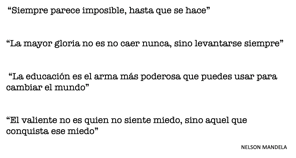 “Siempre parece imposible, hasta que se hace”
“La mayor gloria no es no caer nunca, sino levantarse siempre”
“La educación es el arma más poderosa que puedes usar para
cambiar el mundo”
“El valiente no es quien no siente miedo, sino aquel que
conquista ese miedo”
NELSON MANDELA